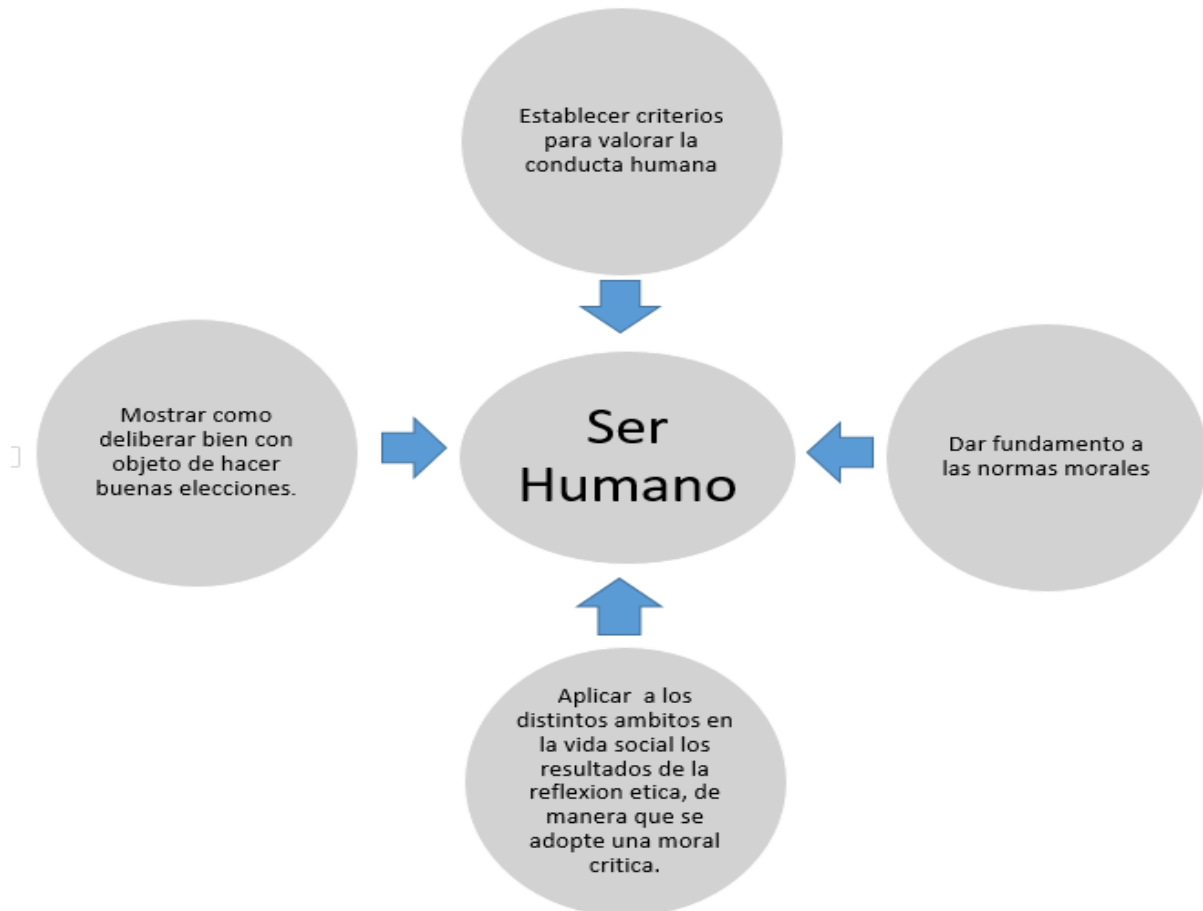 Establecer criterios
para valorar la
conducta humana
Mostrar como
deliberar bien con
objeto de hacer
buenas elecciones.
Ser
Humano
Dar fundamento a
las normas morales
Aplicar  a los
distintos ambitos en
la vida social los
resultados de la
reflexion etica, de
manera que se
adopte una moral
critica.